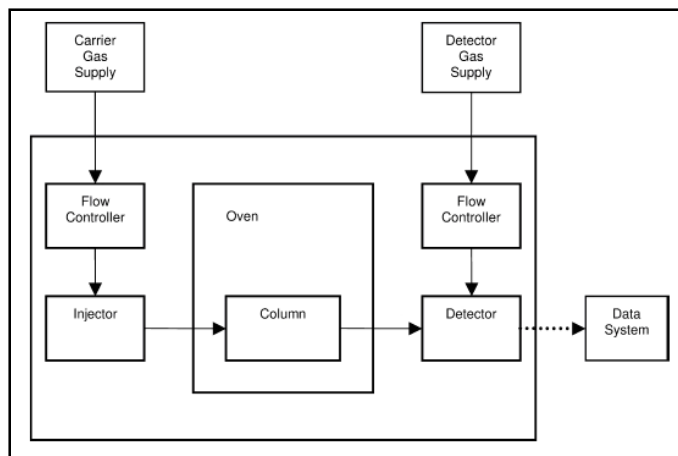 Carrier
Gas
Supply
Detector
Gas
Supply
Flow
Controller
Oven
Flow
Controller
Injector
Column
Detector
Data
System